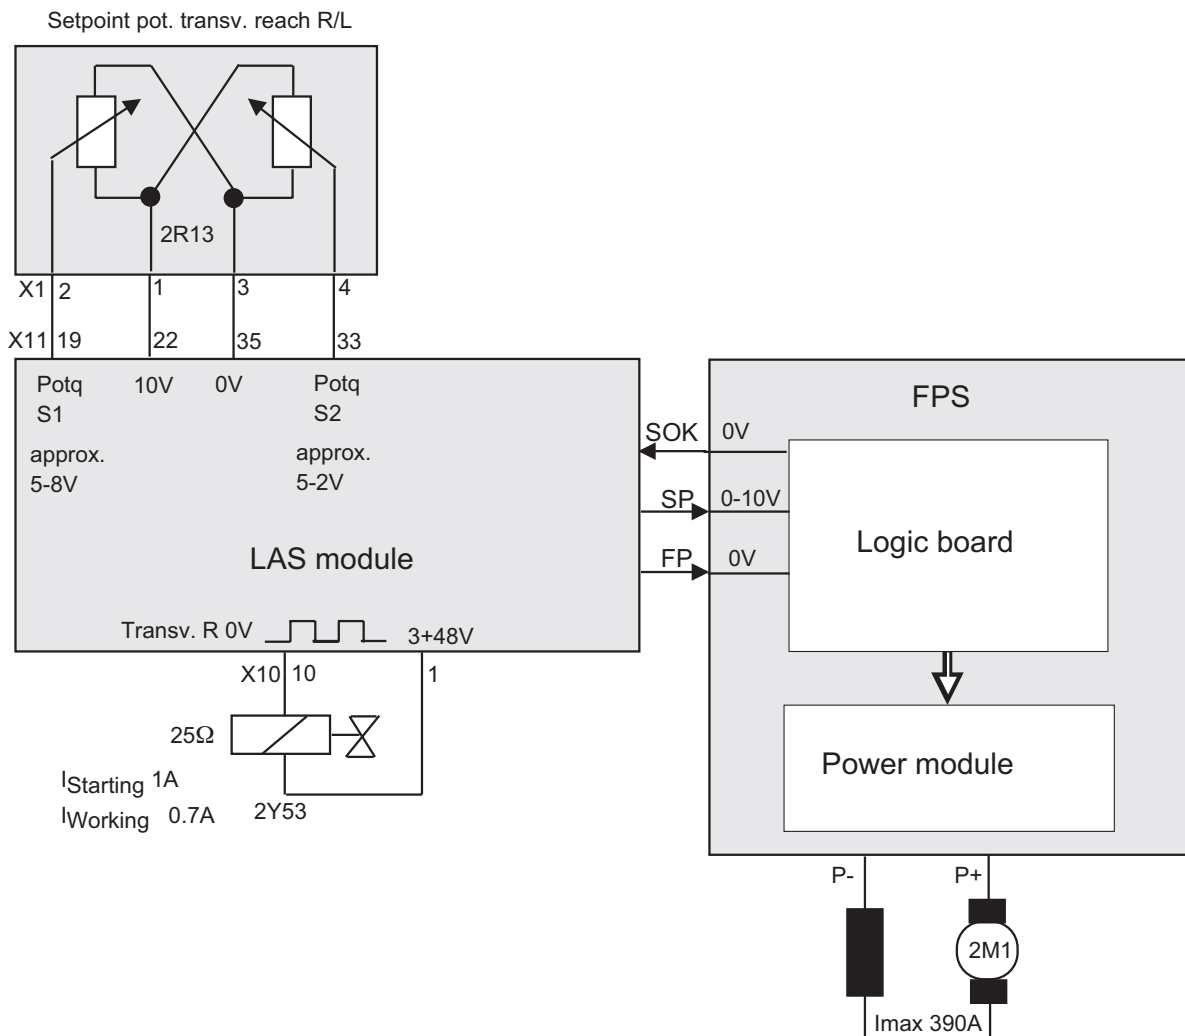 Setpoint pot. transv. reach R/L
2R13
X1 2 1 3 4
X11 19 22 35 33
Potq S1
10V
0V
Potq S2
approx. 5-8V
approx. 5-2V
LAS module
Transv. R 0V
3+48V
X10 10 1
25Ω
IStarting 1A
IWorking 0.7A
2Y53
SOK
SP
FP
FPS
0V
0-10V
0V
Logic board
Power module
P- P+
2M1
Imax 390A